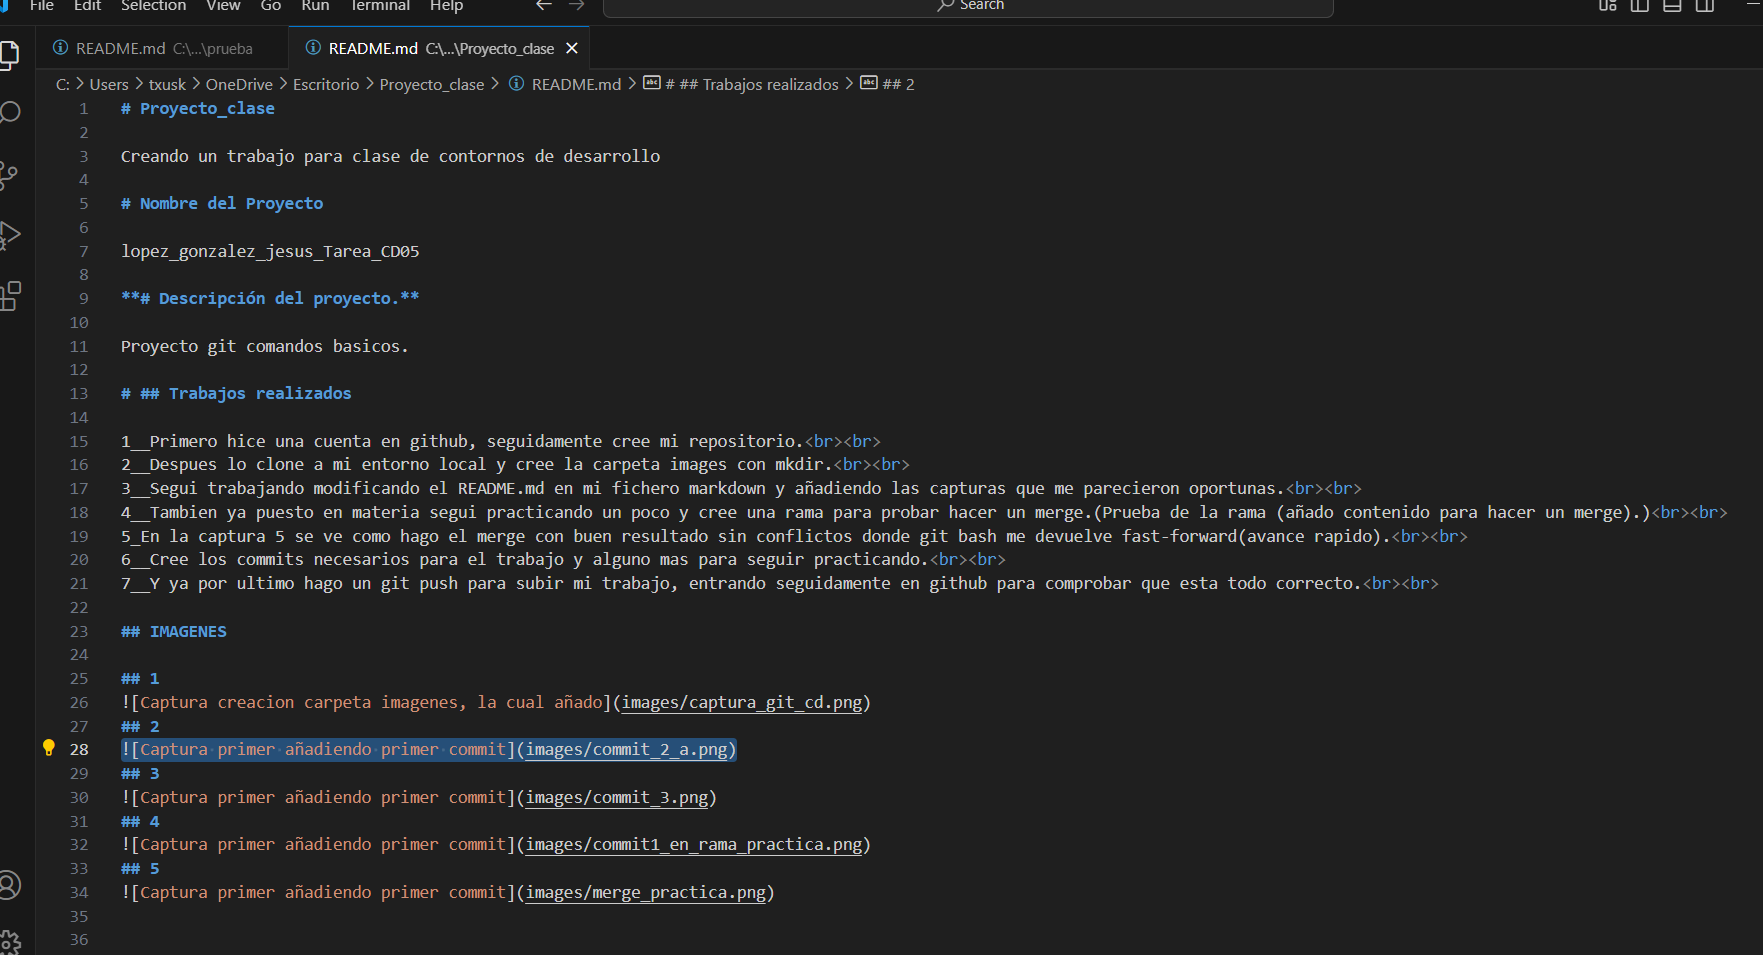 File Edit Selection View Go Run Terminal Help Search
README.md C:\...\prueba README.md C:\...\Proyecto_clase
C: > Users > txusk > OneDrive > Escritorio > Proyecto_clase > README.md > # ## Trabajos realizados > ## 2
1 # Proyecto_clase
2
3 Creando un trabajo para clase de contornos de desarrollo
4
5 # Nombre del Proyecto
6
7 lopez_gonzalez_jesus_Tarea_CD05
8
9 **# Descripción del proyecto.**
10
11 Proyecto git comandos basicos.
12
13 # ## Trabajos realizados
14
15 1__Primero hice una cuenta en github, seguidamente cree mi repositorio.<br><br>
16 2__Despues lo clone a mi entorno local y cree la carpeta images con mkdir.<br><br>
17 3__Segui trabajando modificando el README.md en mi fichero markdown y añadiendo las capturas que me parecieron oportunas.<br><br>
18 4__Tambien ya puesto en materia segui practicando un poco y cree una rama para probar hacer un merge.(Prueba de la rama (añado contenido para hacer un merge).)<br><br>
19 5_En la captura 5 se ve como hago el merge con buen resultado sin conflictos donde git bash me devuelve fast-forward(avance rapido).<br><br>
20 6__Cree los commits necesarios para el trabajo y alguno mas para seguir practicando.<br><br>
21 7__Y ya por ultimo hago un git push para subir mi trabajo, entrando seguidamente en github para comprobar que esta todo correcto.<br><br>
22
23 ## IMAGENES
24
25 ## 1
26 ![Captura creacion carpeta imagenes, la cual añado](images/captura_git_cd.png)
27 ## 2
28 ![Captura primer añadiendo primer commit](images/commit_2_a.png)
29 ## 3
30 ![Captura primer añadiendo primer commit](images/commit_3.png)
31 ## 4
32 ![Captura primer añadiendo primer commit](images/commit1_en_rama_practica.png)
33 ## 5
34 ![Captura primer añadiendo primer commit](images/merge_practica.png)
35
36